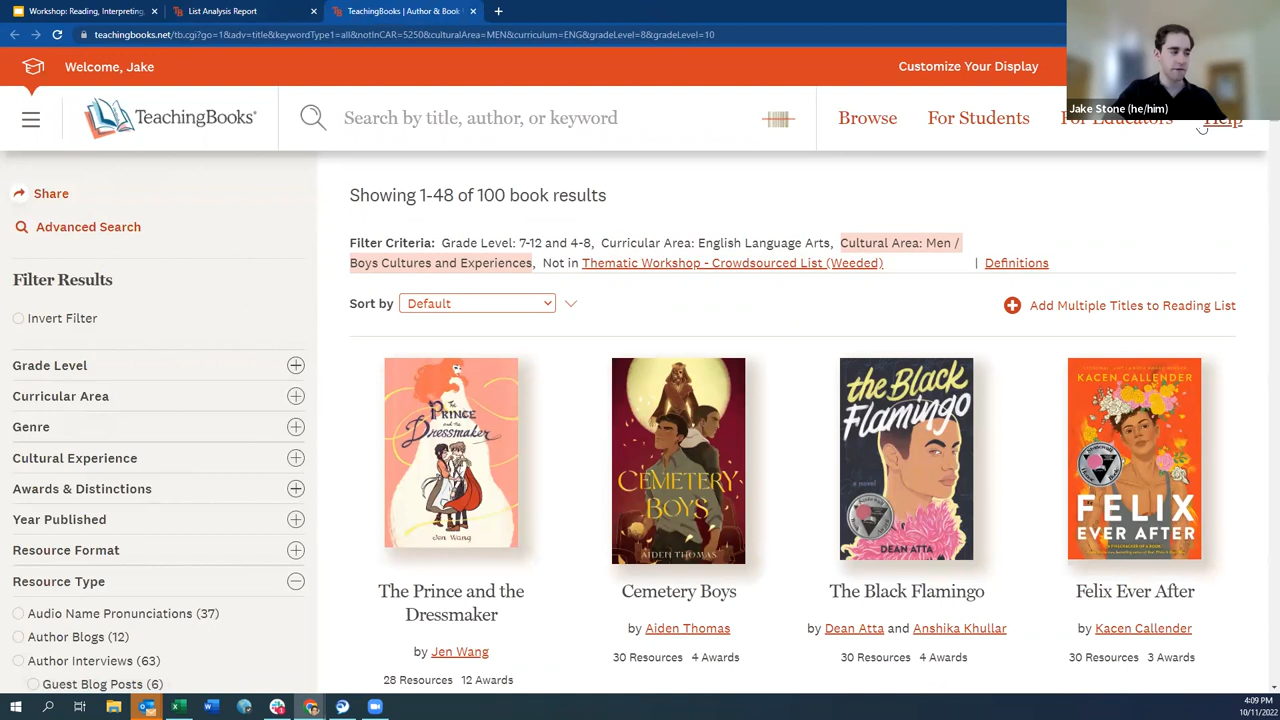 Workshop: Reading, Interpreting,
List Analysis Report
TeachingBooks | Author & Book
teachingbooks.net/tb.cgi?go=1&adv=title&keywordType1=all&notInCAR=5250&culturalArea=MEN&curriculum=ENG&gradeLevel=8&gradeLevel=10
Welcome, Jake
Customize Your Display
Jake Stone (he/him)
TeachingBooks
Search by title, author, or keyword
Browse
For Students
For Educators
Help
Share
Advanced Search
Filter Results
Invert Filter
Grade Level
Curricular Area
Genre
Cultural Experience
Awards & Distinctions
Year Published
Resource Format
Resource Type
Audio Name Pronunciations (37)
Author Blogs (12)
Author Interviews (63)
Guest Blog Posts (6)
Showing 1-48 of 100 book results
Filter Criteria: Grade Level: 7-12 and 4-8, Curricular Area: English Language Arts, Cultural Area: Men /
Boys Cultures and Experiences, Not in Thematic Workshop - Crowdsourced List (Weeded) | Definitions
Sort by Default
Add Multiple Titles to Reading List
The PRINCE and the Dressmaker
Jen Wang
CEMETERY BOYS
AIDEN THOMAS
the Black Flamingo
a novel
DEAN ATTA
KACEN CALLENDER
FELIX
EVER AFTER
The Prince and the
Dressmaker
by Jen Wang
28 Resources 12 Awards
Cemetery Boys
by Aiden Thomas
30 Resources 4 Awards
The Black Flamingo
by Dean Atta and Anshika Khullar
30 Resources 4 Awards
Felix Ever After
by Kacen Callender
30 Resources 3 Awards
4:09 PM
10/11/2022